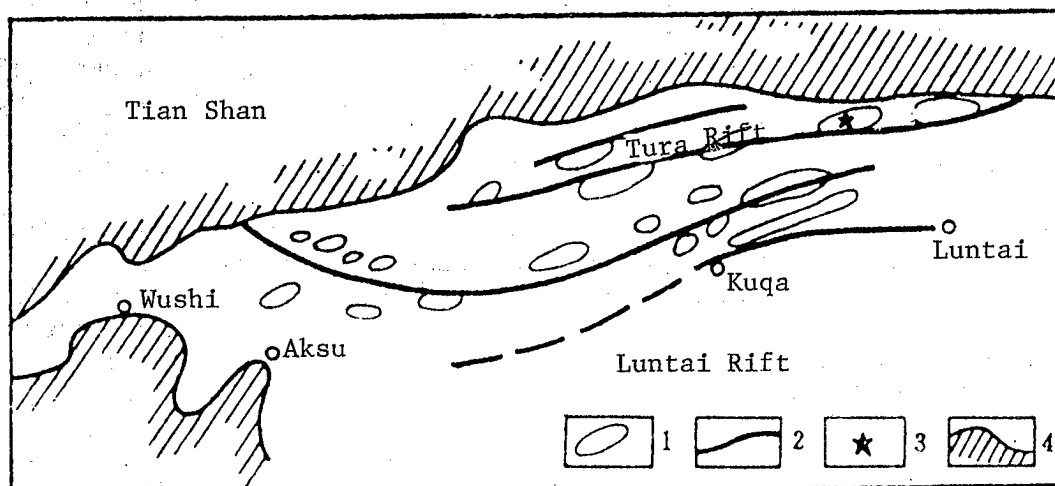 Tian Shan
Tura Rift
Luntai
Kuqa
Wushi
Aksu
Luntai Rift
1 2 3 4